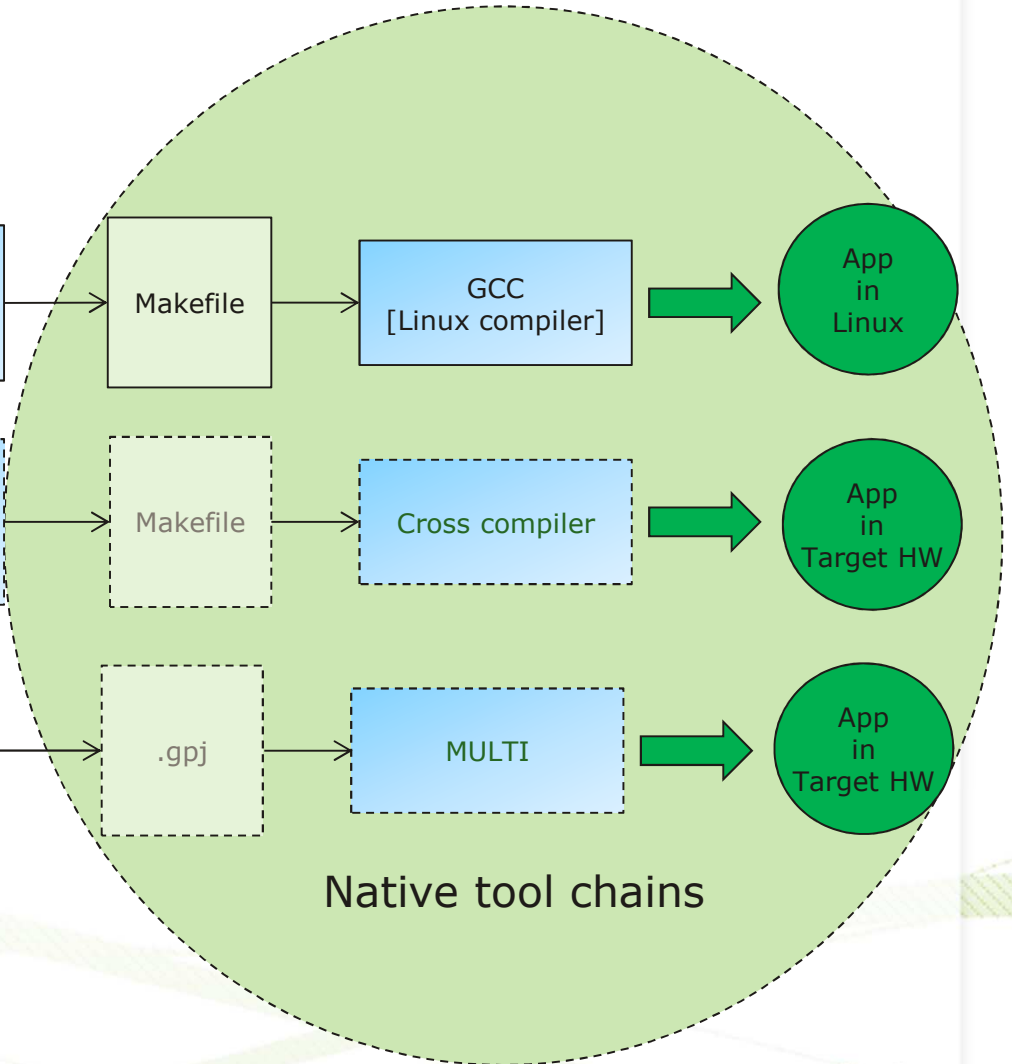 Makefile
GCC
[Linux compiler]
App
in
Linux
Makefile
Cross compiler
App
in
Target HW
.gpj
MULTI
App
in
Target HW
Native tool chains